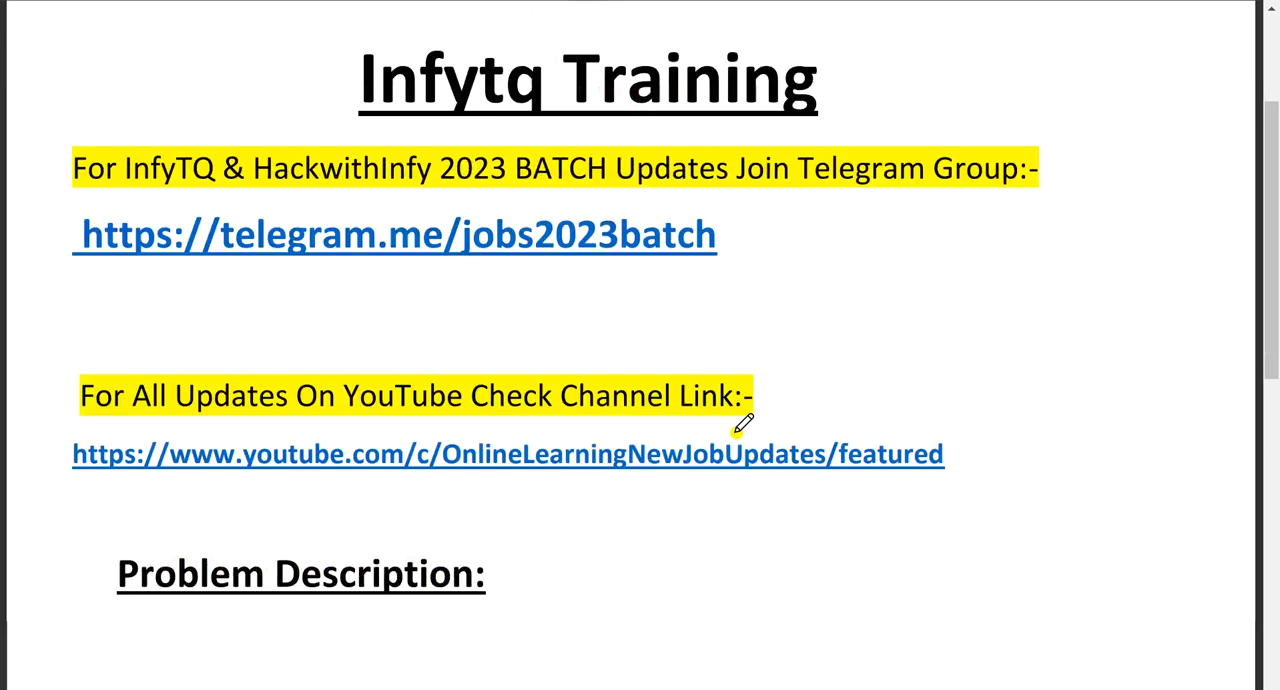 Infytq Training
For InfyTQ & HackwithInfy 2023 BATCH Updates Join Telegram Group:-
https://telegram.me/jobs2023batch
For All Updates On YouTube Check Channel Link:-
https://www.youtube.com/c/OnlineLearningNewJobUpdates/featured
Problem Description: